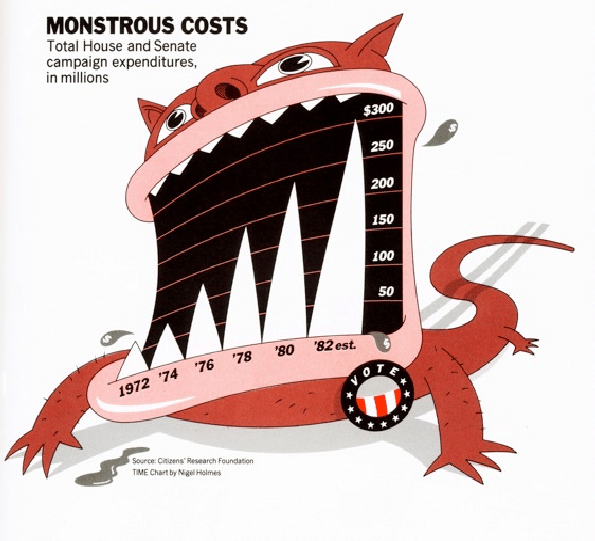 MONSTROUS COSTS
Total House and Senate
campaign expenditures,
in millions
$300
250
200
150
100
50
1972 '74 '76 '78 '80 '82 est.
$
$
$
$
VOTE
Source: Citizens' Research Foundation
TIME Chart by Nigel Holmes